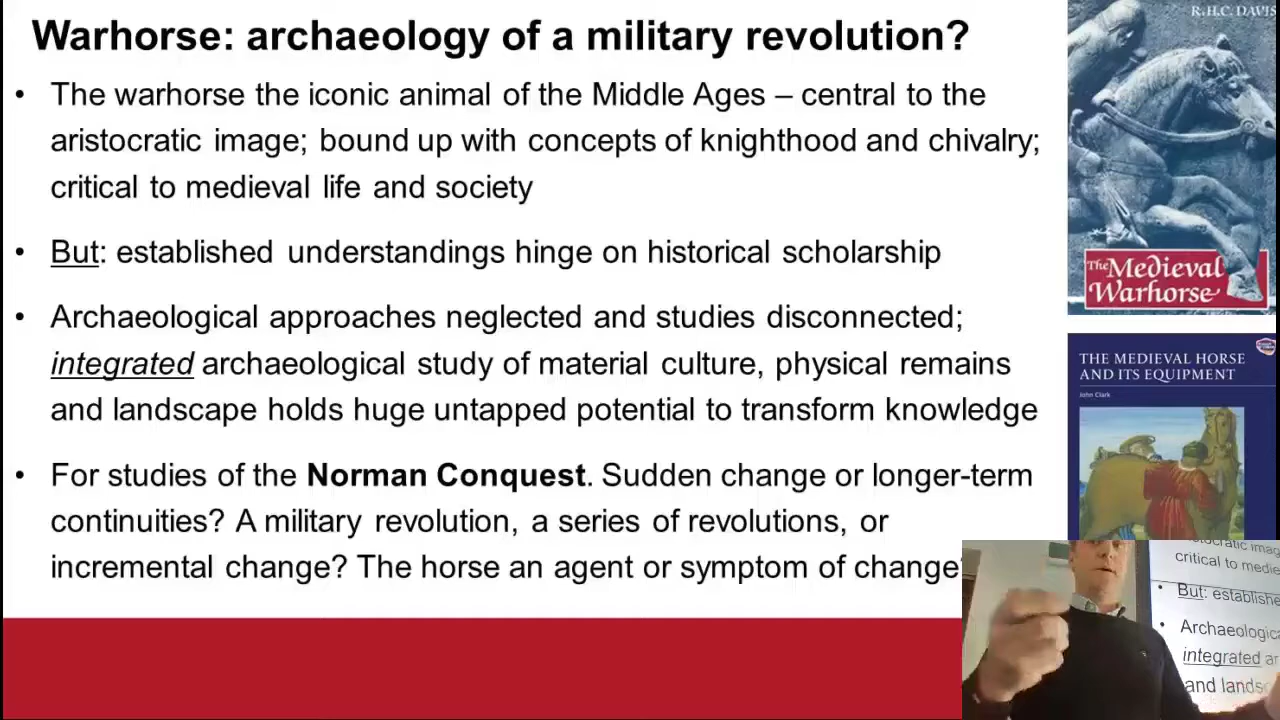 Warhorse: archaeology of a military revolution?
• The warhorse the iconic animal of the Middle Ages – central to the
aristocratic image; bound up with concepts of knighthood and chivalry;
critical to medieval life and society
• But: established understandings hinge on historical scholarship
• Archaeological approaches neglected and studies disconnected;
integrated archaeological study of material culture, physical remains
and landscape holds huge untapped potential to transform knowledge
• For studies of the Norman Conquest. Sudden change or longer-term
continuities? A military revolution, a series of revolutions, or
incremental change? The horse an agent or symptom of change
R.H.C. DAVIS
The Medieval
Warhorse
THE MEDIEVAL HORSE
AND ITS EQUIPMENT
John Clark
critical to medie
• But: establishe
• Archaeologica
integrated ar
and lands